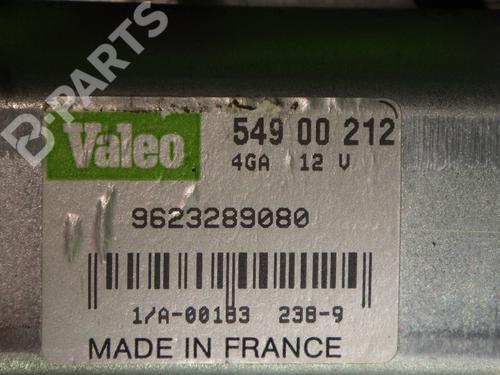 B-PARTS
Valeo
549 00 212
4GA 12 V
9623289080
1/A-00183 238-9
MADE IN FRANCE